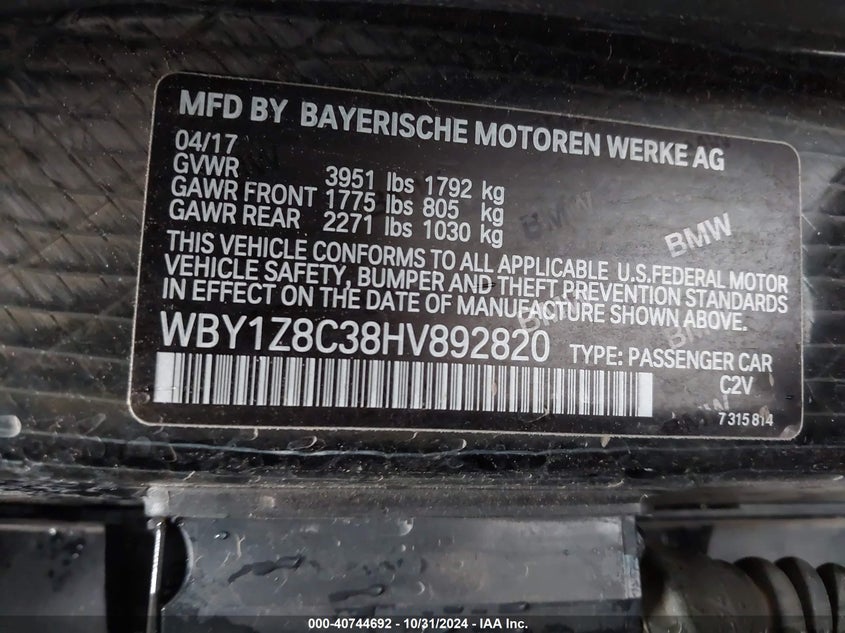 MFD BY BAYERISCHE MOTOREN WERKE AG
04/17
GVWR 3951 lbs 1792 kg
GAWR FRONT 1775 lbs 805 kg
GAWR REAR 2271 lbs 1030 kg
THIS VEHICLE CONFORMS TO ALL APPLICABLE U.S.FEDERAL MOTOR
VEHICLE SAFETY, BUMPER AND THEFT PREVENTION STANDARDS
IN EFFECT ON THE DATE OF MANUFACTURE SHOWN ABOVE.
WBY1Z8C38HV892820 TYPE: PASSENGER CAR
C2V
7315814
BMW
BMW
BMW
BMW
000-40744692 - 10/31/2024 - IAA Inc.